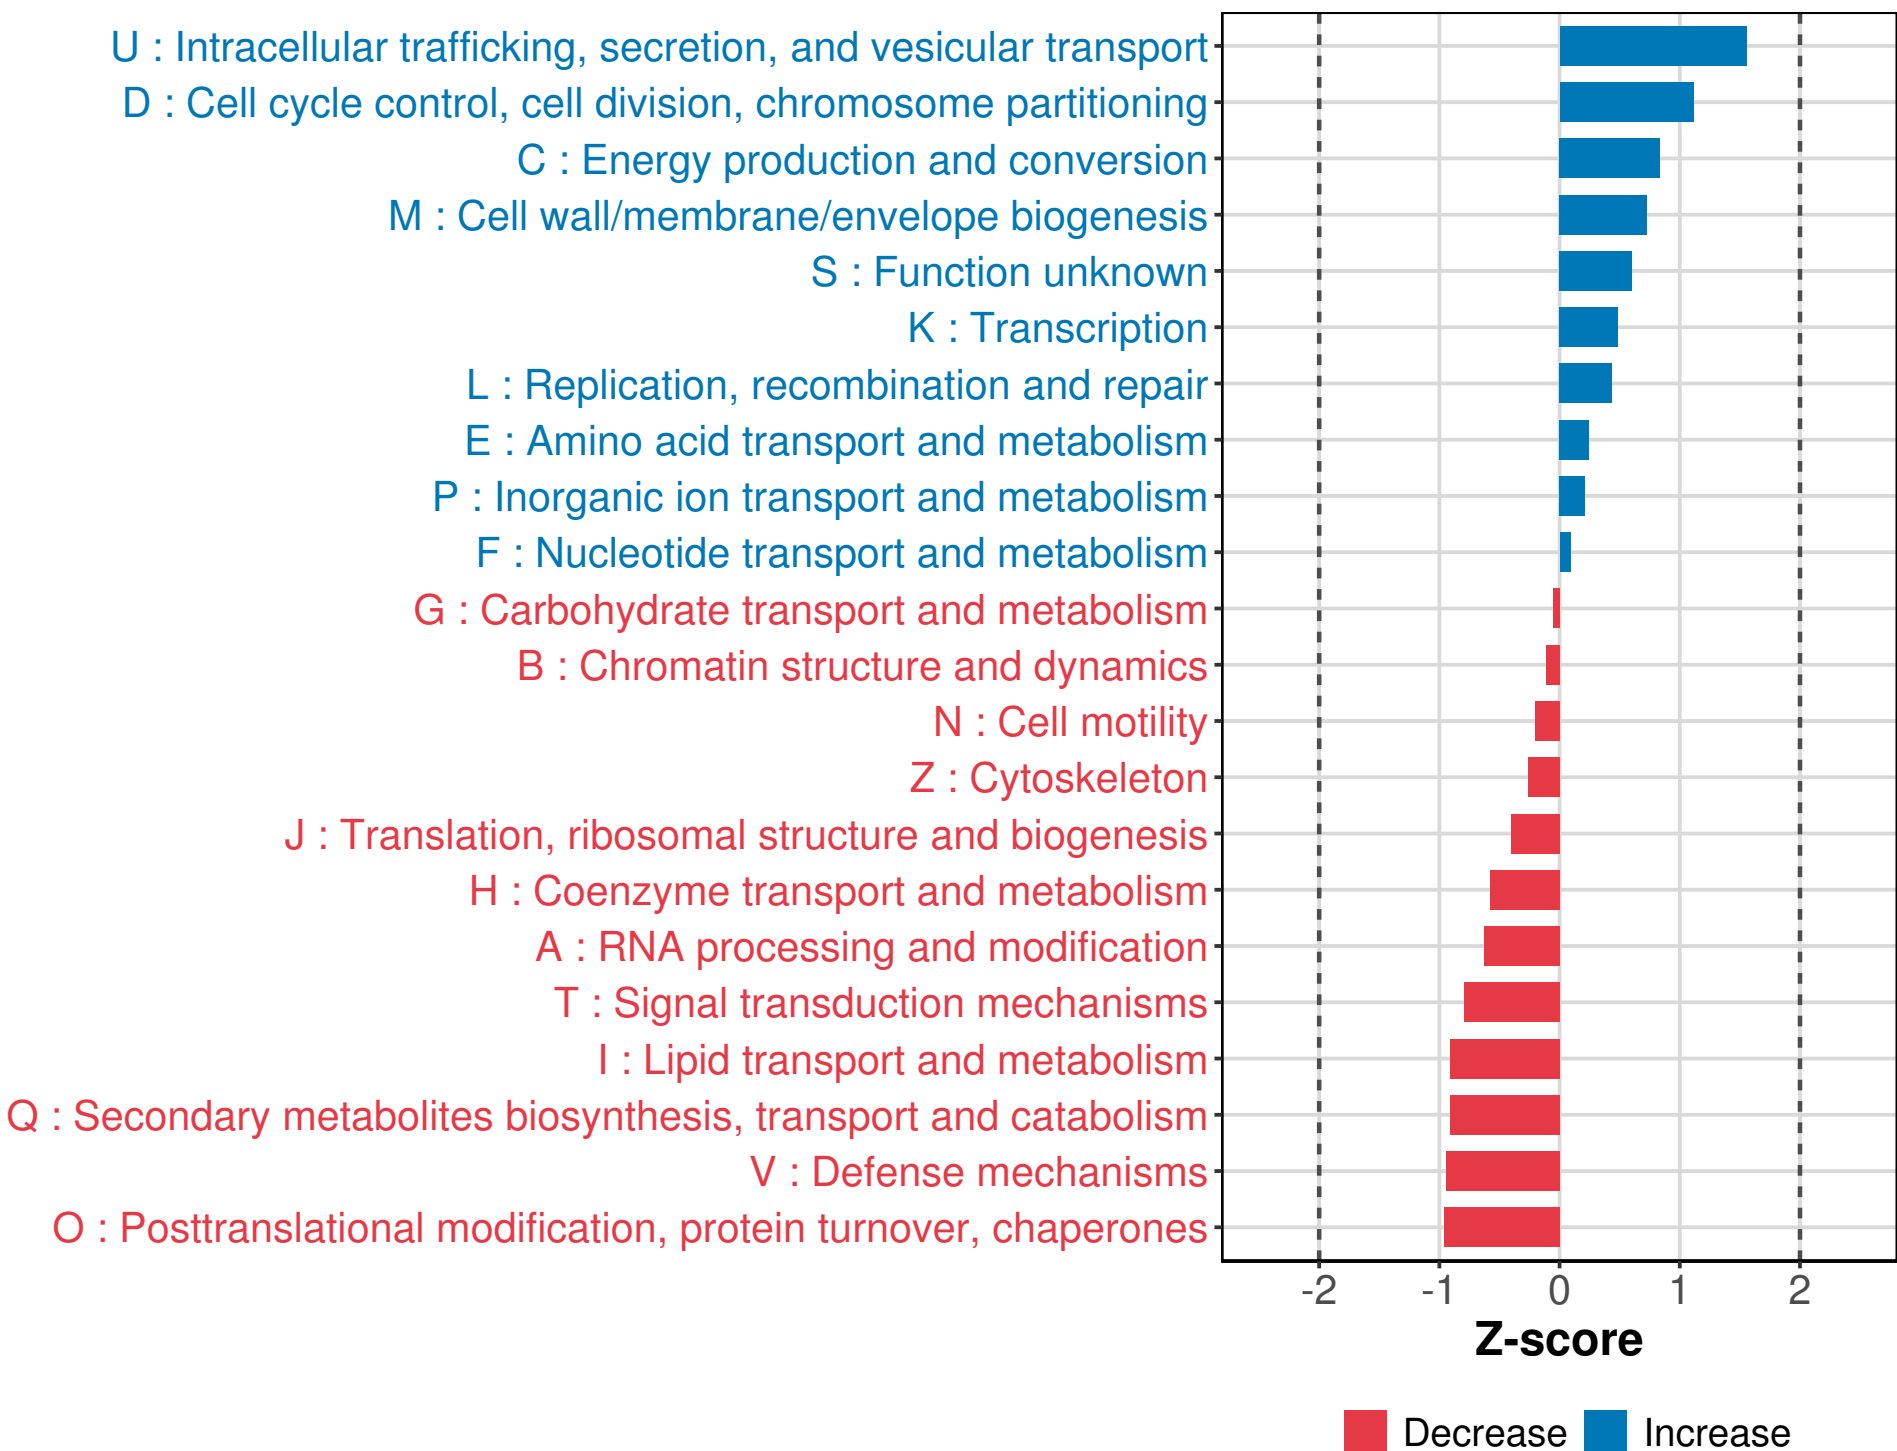 U : Intracellular trafficking, secretion, and vesicular transport
D : Cell cycle control, cell division, chromosome partitioning
C : Energy production and conversion
M : Cell wall/membrane/envelope biogenesis
S : Function unknown
K : Transcription
L : Replication, recombination and repair
E : Amino acid transport and metabolism
P : Inorganic ion transport and metabolism
F : Nucleotide transport and metabolism
G : Carbohydrate transport and metabolism
B : Chromatin structure and dynamics
N : Cell motility
Z : Cytoskeleton
J : Translation, ribosomal structure and biogenesis
H : Coenzyme transport and metabolism
A : RNA processing and modification
T : Signal transduction mechanisms
I : Lipid transport and metabolism
Q : Secondary metabolites biosynthesis, transport and catabolism
V : Defense mechanisms
O : Posttranslational modification, protein turnover, chaperones
-2 -1 0 1 2
Z-score
Decrease Increase